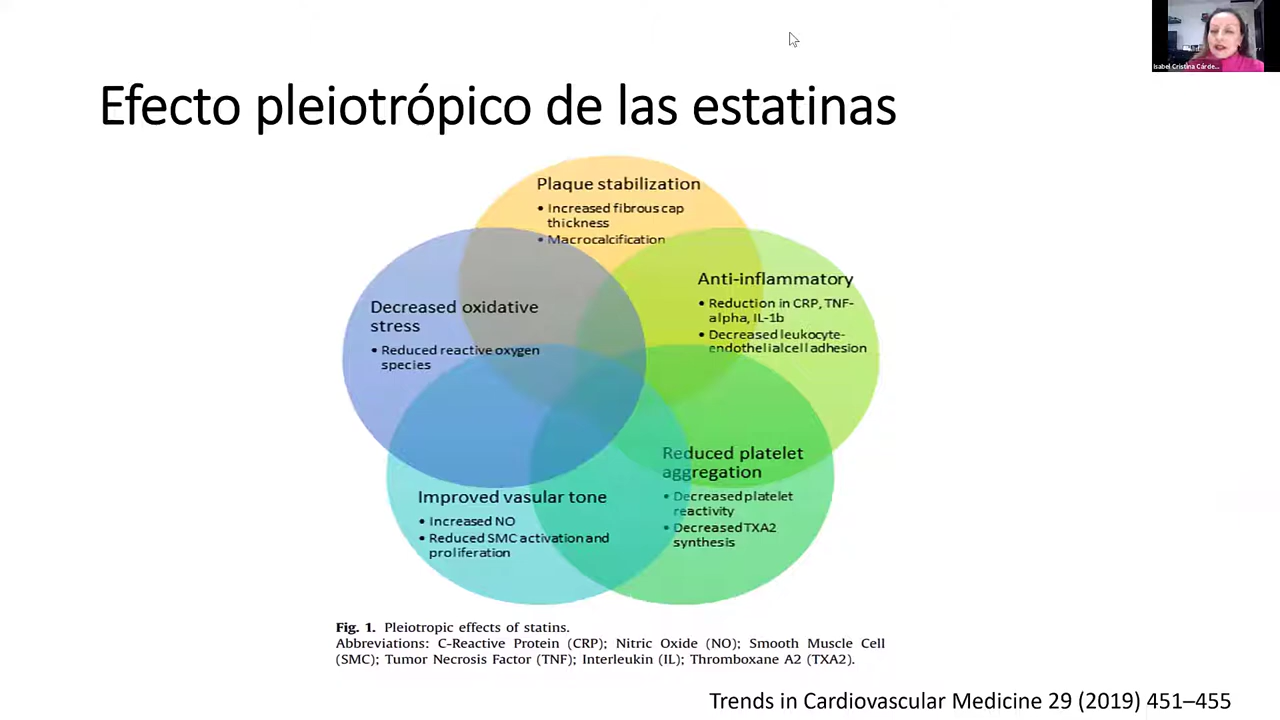 Isabel Cristina Cárde...
Efecto pleiotrópico de las estatinas
Plaque stabilization
• Increased fibrous cap
thickness
• Macrocalcification
Anti-inflammatory
• Reduction in CRP, TNF-
alpha, IL-1b
• Decreased leukocyte-
endothelial cell adhesion
Decreased oxidative
stress
• Reduced reactive oxygen
species
Reduced platelet
aggregation
• Decreased platelet
reactivity
• Decreased TXA2
synthesis
Improved vasular tone
• Increased NO
• Reduced SMC activation and
proliferation
Fig. 1. Pleiotropic effects of statins.
Abbreviations: C-Reactive Protein (CRP); Nitric Oxide (NO); Smooth Muscle Cell
(SMC); Tumor Necrosis Factor (TNF); Interleukin (IL); Thromboxane A2 (TXA2).
Trends in Cardiovascular Medicine 29 (2019) 451–455